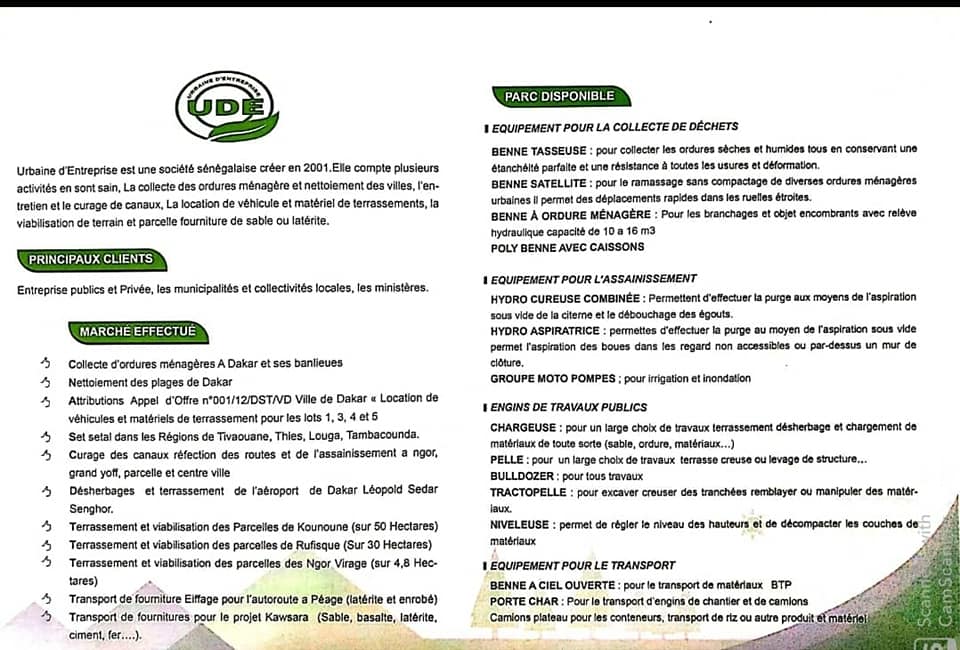 URBAINE D'ENTREPRISE
UDE
Urbaine d'Entreprise est une société sénégalaise créer en 2001.Elle compte plusieurs
activités en sont sain, La collecte des ordures ménagère et nettoiement des villes, l'en-
tretien et le curage de canaux, La location de véhicule et matériel de terrassements, la
viabilisation de terrain et parcelle fourniture de sable ou latérite.
PRINCIPAUX CLIENTS
Entreprise publics et Privée, les municipalités et collectivités locales, les ministères.
MARCHÉ EFFECTUÉ
Collecte d'ordures ménagères A Dakar et ses banlieues
Nettoiement des plages de Dakar
Attributions Appel d'Offre n°001/12/DST/VD Ville de Dakar « Location de
véhicules et matériels de terrassement pour les lots 1, 3, 4 et 5
Set setal dans les Régions de Tivaouane, Thies, Louga, Tambacounda.
Curage des canaux réfection des routes et de l'assainissement a ngor,
grand yoff, parcelle et centre ville
Désherbages et terrassement de l'aéroport de Dakar Léopold Sedar
Senghor.
Terrassement et viabilisation des Parcelles de Kounoune (sur 50 Hectares)
Terrassement et viabilisation des parcelles de Rufisque (Sur 30 Hectares)
Terrassement et viabilisation des parcelles des Ngor Virage (sur 4,8 Hec-
tares)
Transport de fourniture Eiffage pour l'autoroute a Péage (latérite et enrobé)
Transport de fournitures pour le projet Kawsara (Sable, basalte, latérite,
ciment, fer....).
PARC DISPONIBLE
EQUIPEMENT POUR LA COLLECTE DE DÉCHETS
BENNE TASSEUSE : pour collecter les ordures sèches et humides tous en conservant une
étanchéité parfaite et une résistance à toutes les usures et déformation.
BENNE SATELLITE : pour le ramassage sans compactage de diverses ordures ménagères
urbaines il permet des déplacements rapides dans les ruelles étroites.
BENNE À ORDURE MÉNAGÈRE : Pour les branchages et objet encombrants avec relève
hydraulique capacité de 10 a 16 m3
POLY BENNE AVEC CAISSONS
EQUIPEMENT POUR L'ASSAINISSEMENT
HYDRO CUREUSE COMBINÉE : Permettent d'effectuer la purge aux moyens de l'aspiration
sous vide de la citerne et le débouchage des égouts.
HYDRO ASPIRATRICE : permettes d'effectuer la purge au moyen de l'aspiration sous vide
permet l'aspiration des boues dans les regard non accessibles ou par-dessus un mur de
clôture.
GROUPE MOTO POMPES ; pour irrigation et inondation
ENGINS DE TRAVAUX PUBLICS
CHARGEUSE : pour un large choix de travaux terrassement désherbage et chargement de
matériaux de toute sorte (sable, ordure, matériaux...)
PELLE : pour un large choix de travaux terrasse creuse ou levage de structure...
BULLDOZER : pour tous travaux
TRACTOPELLE : pour excaver creuser des tranchées remblayer ou manipuler des matér-
iaux.
NIVELEUSE : permet de règler le niveau des hauteurs et de décompacter les couches de
matériaux
EQUIPEMENT POUR LE TRANSPORT
BENNE A CIEL OUVERTE : pour le transport de matériaux BTP
PORTE CHAR : Pour le transport d'engins de chantier et de camions
Camions plateau pour les conteneurs, transport de riz ou autre produit et matériel
CamScan